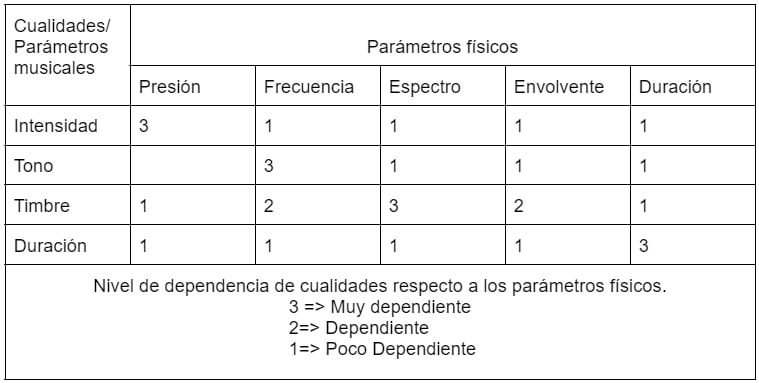 Cualidades/
Parámetros
musicales
Parámetros físicos
Presión Frecuencia Espectro Envolvente Duración
Intensidad 3 1 1 1 1
Tono 3 1 1 1
Timbre 1 2 3 2 1
Duración 1 1 1 1 3
Nivel de dependencia de cualidades respecto a los parámetros físicos.
3 => Muy dependiente
2=> Dependiente
1=> Poco Dependiente